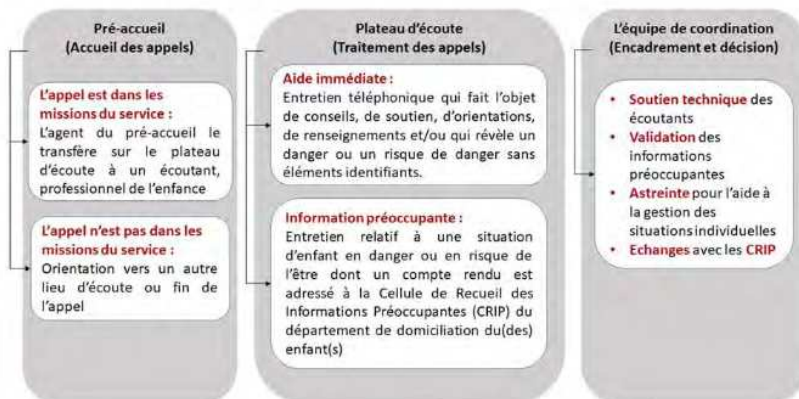 Pré-accueil
(Accueil des appels)
L'appel est dans les
missions du service :
L'agent du pré-accueil le
transfère sur le plateau
d'écoute à un écoutant,
professionnel de l'enfance
L'appel n'est pas dans les
missions du service :
Orientation vers un autre
lieu d'écoute ou fin de
l'appel
Plateau d'écoute
(Traitement des appels)
Aide immédiate :
Entretien téléphonique qui fait l'objet
de conseils, de soutien, d'orientations,
de renseignements et/ou qui révèle un
danger ou un risque de danger sans
éléments identifiants.
Information préoccupante :
Entretien relatif à une situation
d'enfant en danger ou en risque de
l'être dont un compte rendu est
adressé à la Cellule de Recueil des
Informations Préoccupantes (CRIP) du
département de domiciliation du(des)
enfant(s)
L'équipe de coordination
(Encadrement et décision)
• Soutien technique des
écoutants
• Validation des
informations
préoccupantes
• Astreinte pour l'aide à
la gestion des
situations individuelles
• Echanges avec les CRIP